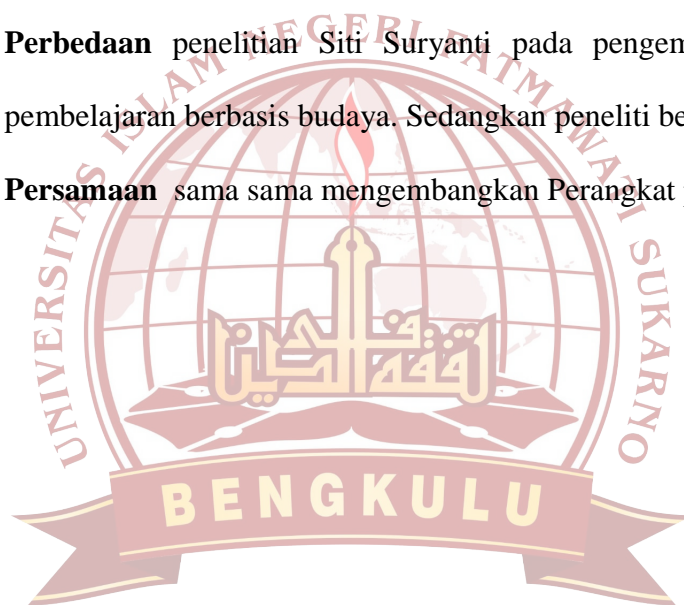 Perbedaan penelitian Siti Suryanti pada pengem
pembelajaran berbasis budaya. Sedangkan peneliti be
Persamaan sama sama mengembangkan Perangkat
UNIVERSITAS ISLAM NEGERI FATMAWATI SUKARNO
BENGKULU